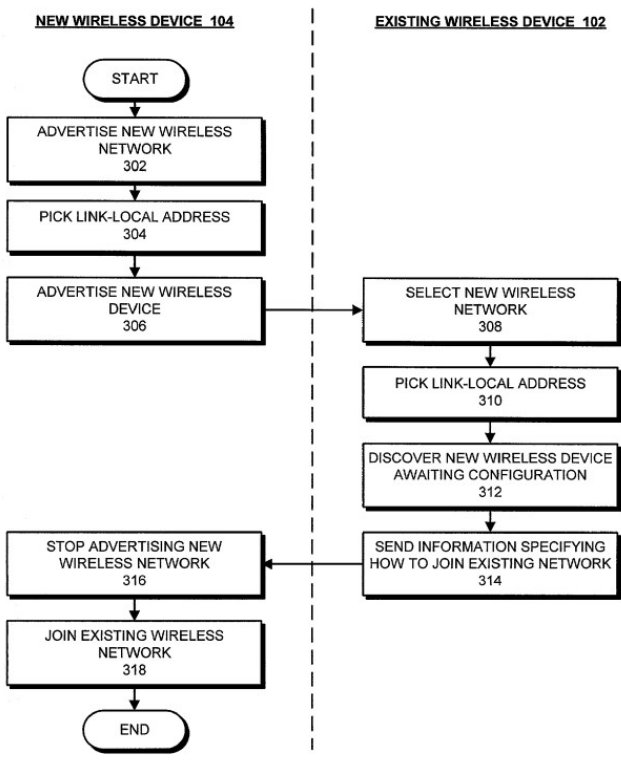 NEW WIRELESS DEVICE 104
EXISTING WIRELESS DEVICE 102
START
ADVERTISE NEW WIRELESS
NETWORK
302
PICK LINK-LOCAL ADDRESS
304
ADVERTISE NEW WIRELESS
DEVICE
306
SELECT NEW WIRELESS
NETWORK
308
PICK LINK-LOCAL ADDRESS
310
DISCOVER NEW WIRELESS DEVICE
AWAITING CONFIGURATION
312
SEND INFORMATION SPECIFYING
HOW TO JOIN EXISTING NETWORK
314
STOP ADVERTISING NEW
WIRELESS NETWORK
316
JOIN EXISTING WIRELESS
NETWORK
318
END